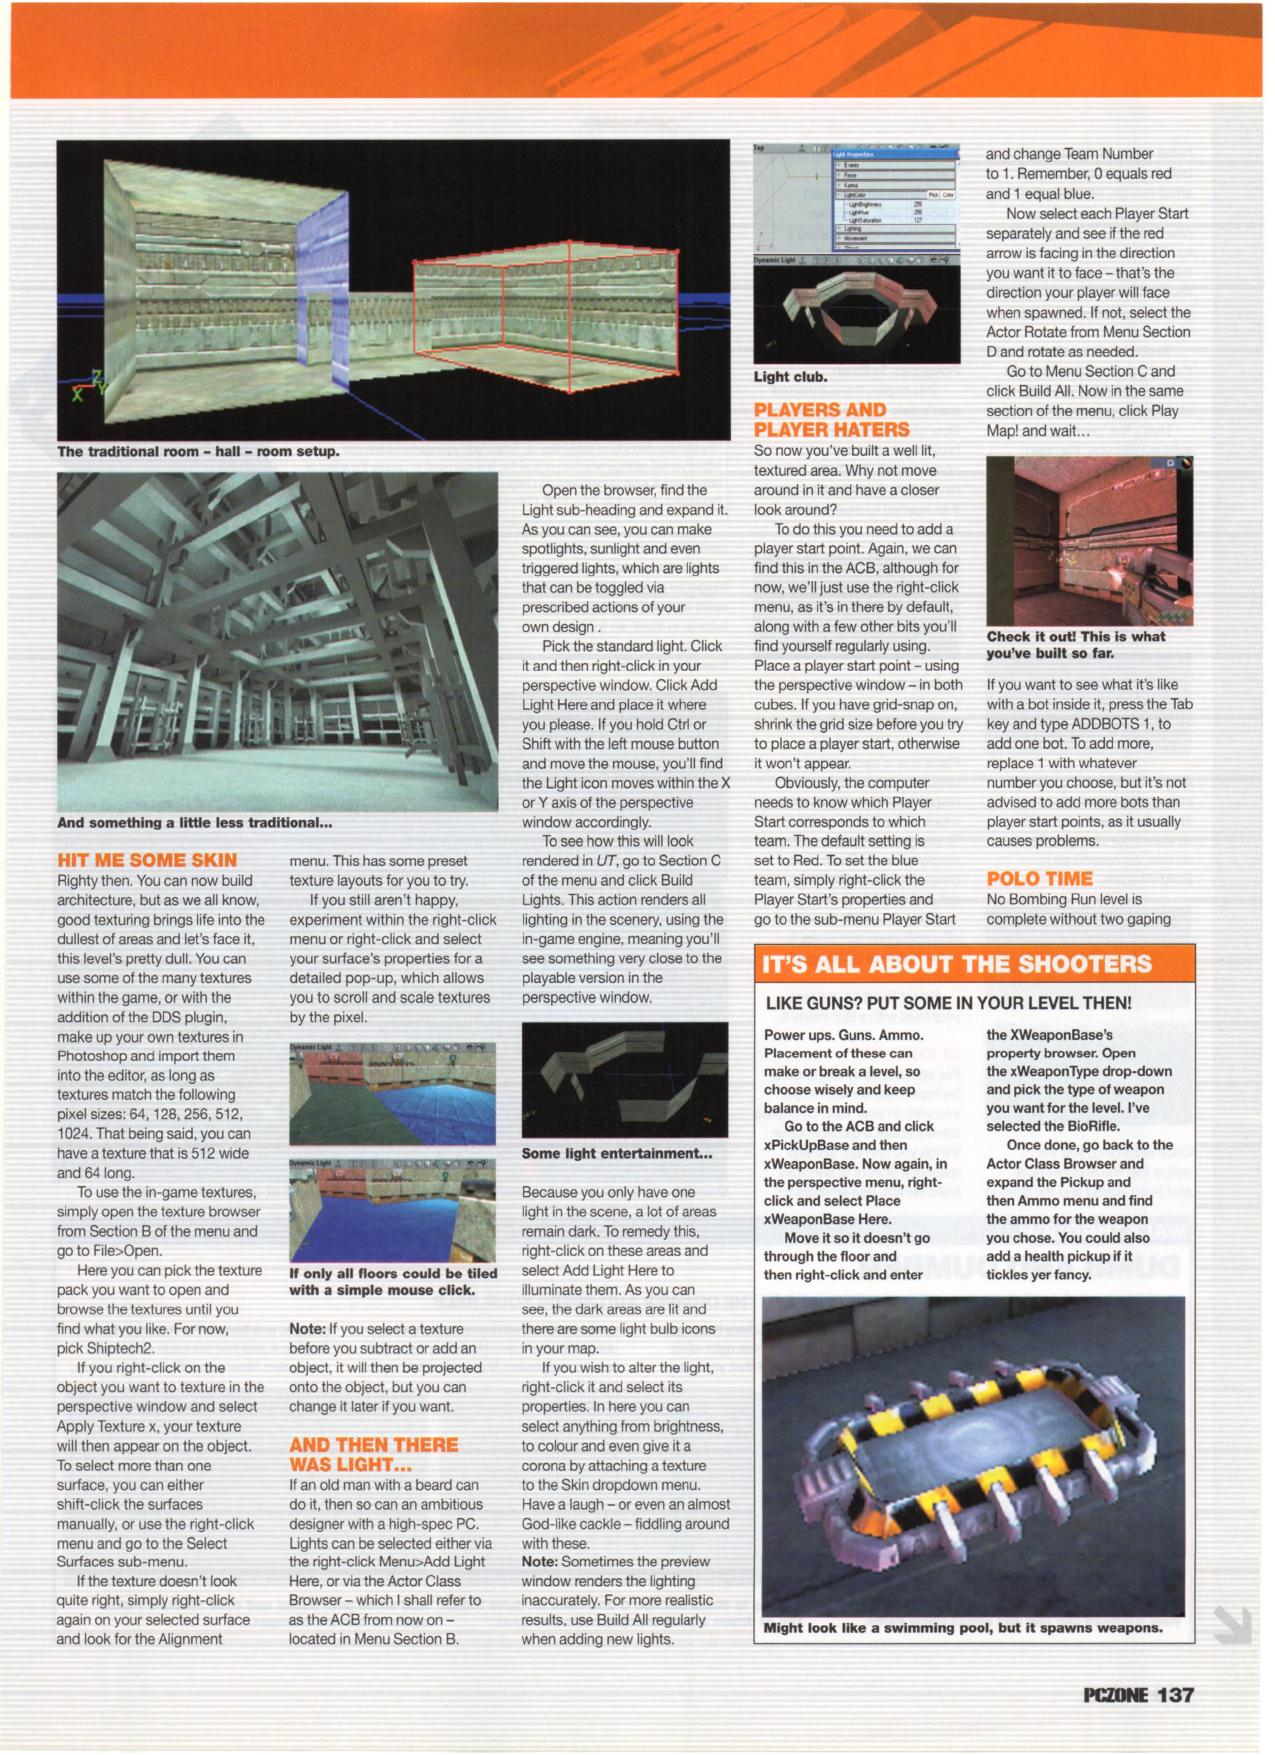 The traditional room – hall – room setup.
And something a little less traditional...
HIT ME SOME SKIN
Righty then. You can now build
architecture, but as we all know,
good texturing brings life into the
dullest of areas and let's face it,
this level's pretty dull. You can
use some of the many textures
within the game, or with the
addition of the DDS plugin,
make up your own textures in
Photoshop and import them
into the editor, as long as
textures match the following
pixel sizes: 64, 128, 256, 512,
1024. That being said, you can
have a texture that is 512 wide
and 64 long.
To use the in-game textures,
simply open the texture browser
from Section B of the menu and
go to File>Open.
Here you can pick the texture
pack you want to open and
browse the textures until you
find what you like. For now,
pick Shiptech2.
If you right-click on the
object you want to texture in the
perspective window and select
Apply Texture x, your texture
will then appear on the object.
To select more than one
surface, you can either
shift-click the surfaces
manually, or use the right-click
menu and go to the Select
Surfaces sub-menu.
If the texture doesn't look
quite right, simply right-click
again on your selected surface
and look for the Alignment
menu. This has some preset
texture layouts for you to try.
If you still aren't happy,
experiment within the right-click
menu or right-click and select
your surface's properties for a
detailed pop-up, which allows
you to scroll and scale textures
by the pixel.
Dynamic Light
Dynamic Light
If only all floors could be tiled
with a simple mouse click.
Note: If you select a texture
before you subtract or add an
object, it will then be projected
onto the object, but you can
change it later if you want.
AND THEN THERE
WAS LIGHT...
If an old man with a beard can
do it, then so can an ambitious
designer with a high-spec PC.
Lights can be selected either via
the right-click Menu>Add Light
Here, or via the Actor Class
Browser – which I shall refer to
as the ACB from now on –
located in Menu Section B.
Open the browser, find the
Light sub-heading and expand it.
As you can see, you can make
spotlights, sunlight and even
triggered lights, which are lights
that can be toggled via
prescribed actions of your
own design .
Pick the standard light. Click
it and then right-click in your
perspective window. Click Add
Light Here and place it where
you please. If you hold Ctrl or
Shift with the left mouse button
and move the mouse, you'll find
the Light icon moves within the X
or Y axis of the perspective
window accordingly.
To see how this will look
rendered in UT, go to Section C
of the menu and click Build
Lights. This action renders all
lighting in the scenery, using the
in-game engine, meaning you'll
see something very close to the
playable version in the
perspective window.
Some light entertainment...
Because you only have one
light in the scene, a lot of areas
remain dark. To remedy this,
right-click on these areas and
select Add Light Here to
illuminate them. As you can
see, the dark areas are lit and
there are some light bulb icons
in your map.
If you wish to alter the light,
right-click it and select its
properties. In here you can
select anything from brightness,
to colour and even give it a
corona by attaching a texture
to the Skin dropdown menu.
Have a laugh – or even an almost
God-like cackle – fiddling around
with these.
Note: Sometimes the preview
window renders the lighting
inaccurately. For more realistic
results, use Build All regularly
when adding new lights.
Top
Light Properties
Events
Force
Karma
LightColor
Pick Color
LightBrightness 255
LightHue 255
LightSaturation 127
Lighting
Movement
Dynamic Light
Light club.
PLAYERS AND
PLAYER HATERS
So now you've built a well lit,
textured area. Why not move
around in it and have a closer
look around?
To do this you need to add a
player start point. Again, we can
find this in the ACB, although for
now, we'll just use the right-click
menu, as it's in there by default,
along with a few other bits you'll
find yourself regularly using.
Place a player start point – using
the perspective window – in both
cubes. If you have grid-snap on,
shrink the grid size before you try
to place a player start, otherwise
it won't appear.
Obviously, the computer
needs to know which Player
Start corresponds to which
team. The default setting is
set to Red. To set the blue
team, simply right-click the
Player Start's properties and
go to the sub-menu Player Start
and change Team Number
to 1. Remember, 0 equals red
and 1 equal blue.
Now select each Player Start
separately and see if the red
arrow is facing in the direction
you want it to face – that's the
direction your player will face
when spawned. If not, select the
Actor Rotate from Menu Section
D and rotate as needed.
Go to Menu Section C and
click Build All. Now in the same
section of the menu, click Play
Map! and wait...
Check it out! This is what
you've built so far.
If you want to see what it's like
with a bot inside it, press the Tab
key and type ADDBOTS 1, to
add one bot. To add more,
replace 1 with whatever
number you choose, but it's not
advised to add more bots than
player start points, as it usually
causes problems.
POLO TIME
No Bombing Run level is
complete without two gaping
IT'S ALL ABOUT THE SHOOTERS
LIKE GUNS? PUT SOME IN YOUR LEVEL THEN!
Power ups. Guns. Ammo.
Placement of these can
make or break a level, so
choose wisely and keep
balance in mind.
Go to the ACB and click
xPickUpBase and then
xWeaponBase. Now again, in
the perspective menu, right-
click and select Place
xWeaponBase Here.
Move it so it doesn't go
through the floor and
then right-click and enter
the XWeaponBase's
property browser. Open
the xWeaponType drop-down
and pick the type of weapon
you want for the level. I've
selected the BioRifle.
Once done, go back to the
Actor Class Browser and
expand the Pickup and
then Ammo menu and find
the ammo for the weapon
you chose. You could also
add a health pickup if it
tickles yer fancy.
Might look like a swimming pool, but it spawns weapons.
PCZONE 137